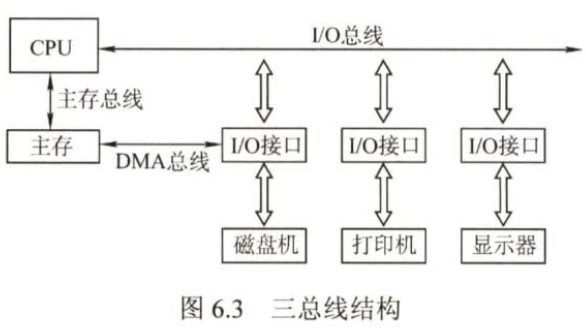 I/O总线
CPU
主存总线
主存
DMA总线
I/O接口
I/O接口
I/O接口
磁盘机
打印机
显示器
图 6.3 三总线结构